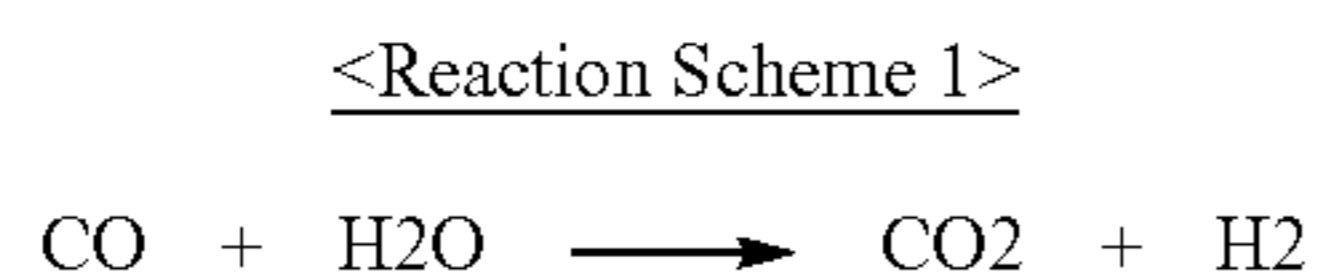 <Reaction Scheme 1>
CO + H2O ⟶ CO2 + H2